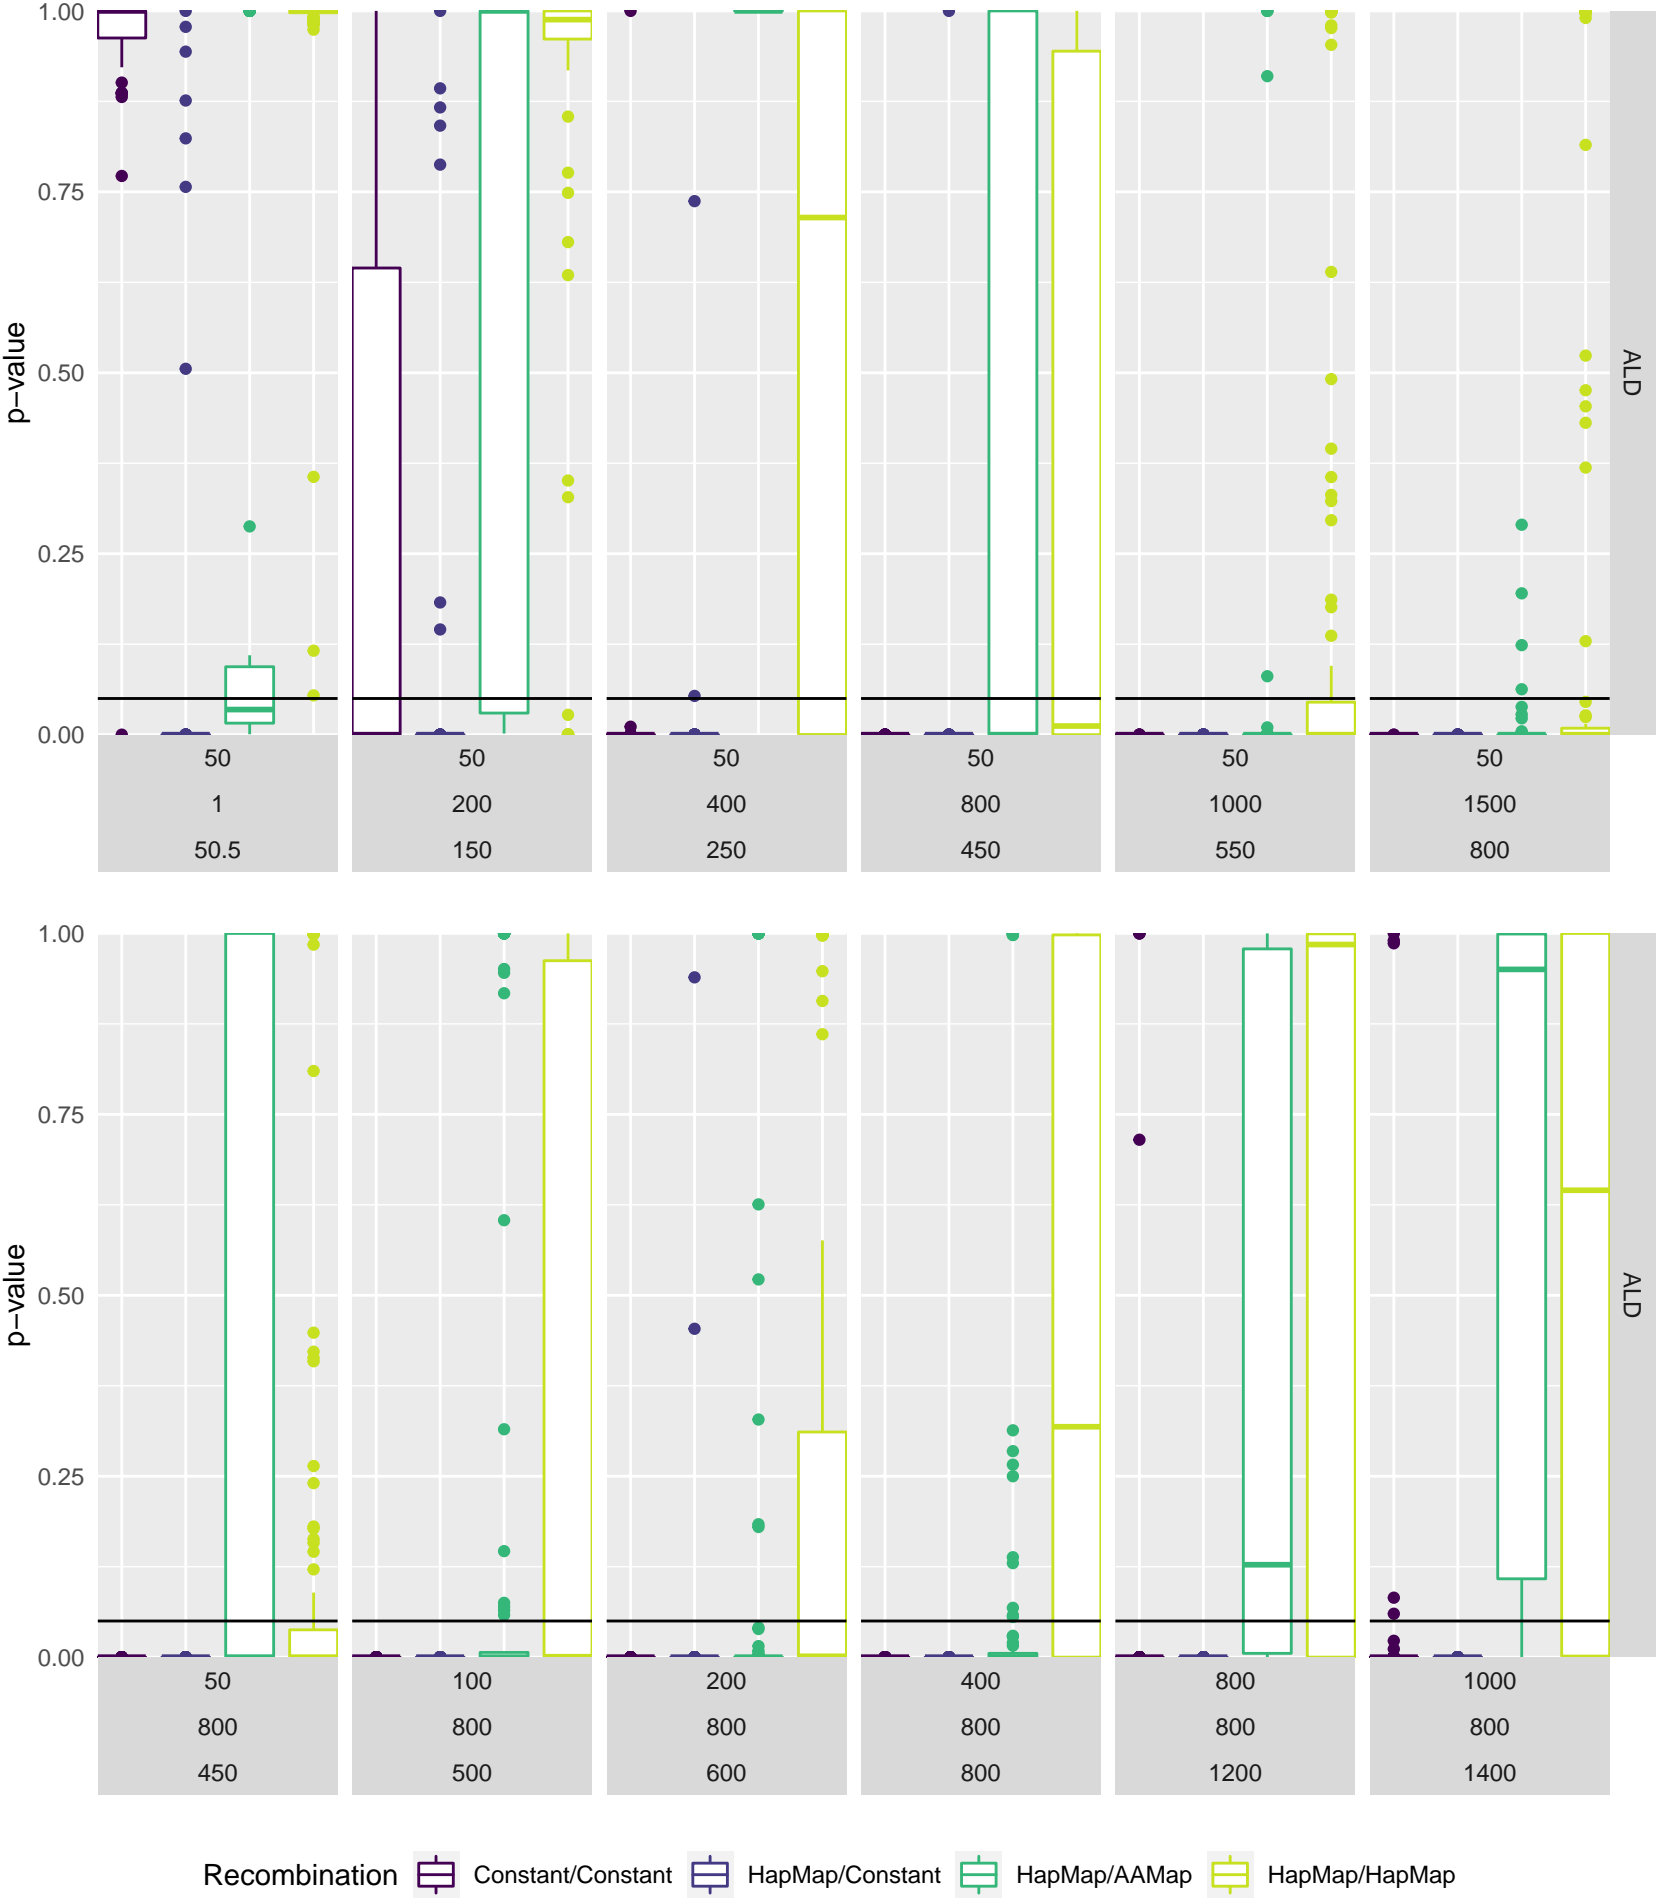 1.00
0.75
0.50
0.25
0.00
p−value
ALD
50 50 50 50 50 50
1 200 400 800 1000 1500
50.5 150 250 450 550 800
1.00
0.75
0.50
0.25
0.00
p−value
ALD
50 100 200 400 800 1000
800 800 800 800 800 800
450 500 600 800 1200 1400
Recombination Constant/Constant HapMap/Constant HapMap/AAMap HapMap/HapMap